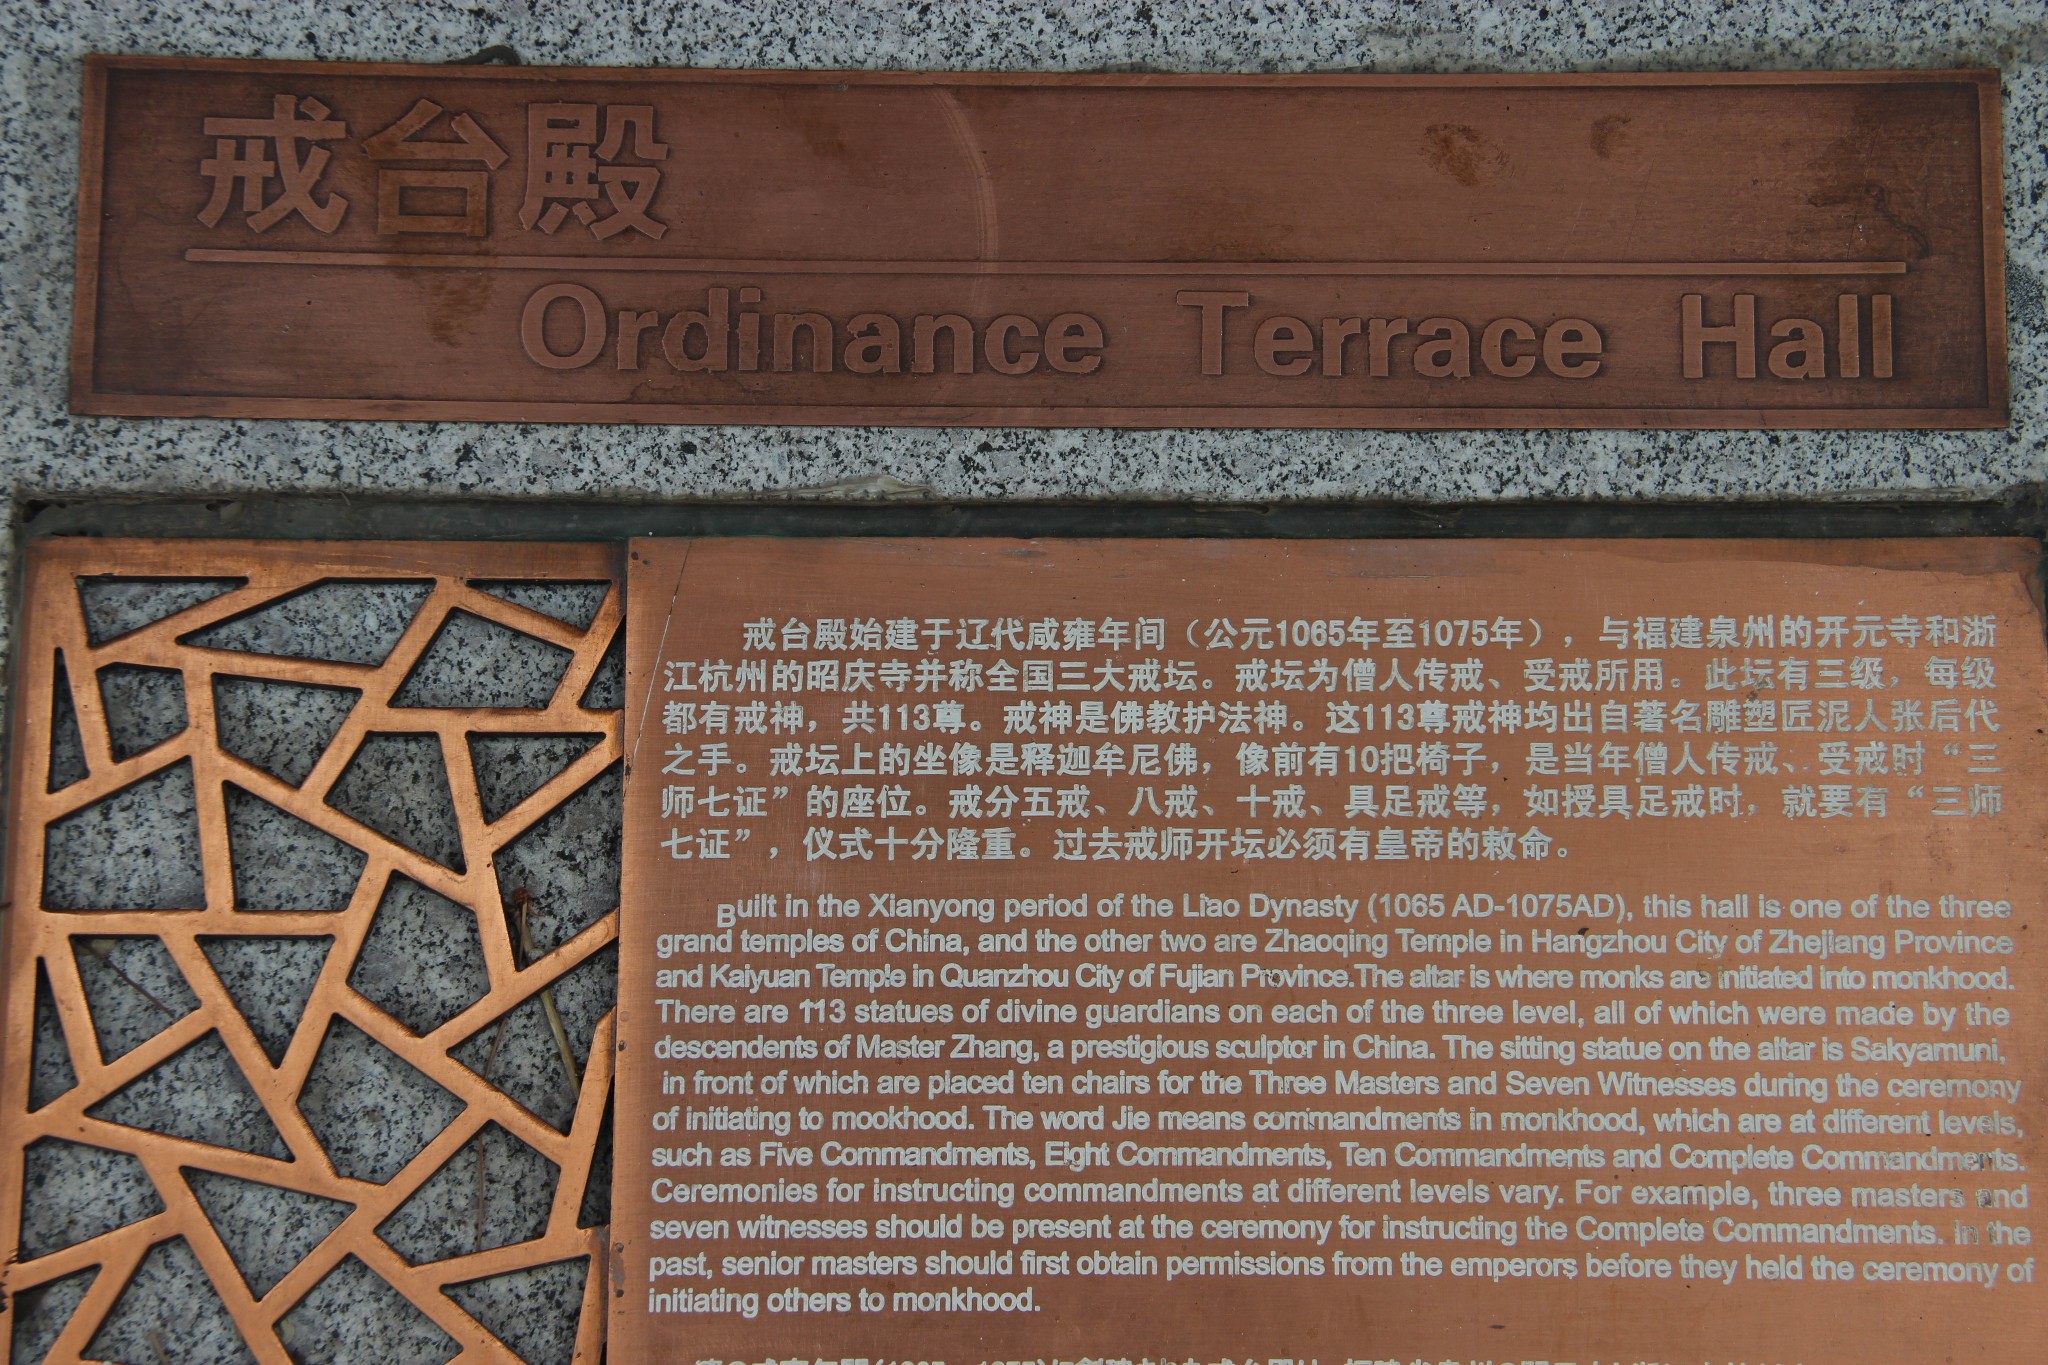 戒台殿
Ordinance Terrace Hall
戒台殿始建于辽代咸雍年间（公元1065年至1075年），与福建泉州的开元寺和浙
江杭州的昭庆寺并称全国三大戒坛。戒坛为僧人传戒、受戒所用。此坛有三级，每级
都有戒神，共113尊。戒神是佛教护法神。这113尊戒神均出自著名雕塑匠泥人张后代
之手。戒坛上的坐像是释迦牟尼佛，像前有10把椅子，是当年僧人传戒、受戒时“三
师七证”的座位。戒分五戒、八戒、十戒、具足戒等，如授具足戒时，就要有“三师
七证”，仪式十分隆重。过去戒师开坛必须有皇帝的敕命。
Built in the Xianyong period of the Liao Dynasty (1065 AD-1075AD), this hall is one of the three
grand temples of China, and the other two are Zhaoqing Temple in Hangzhou City of Zhejiang Province
and Kaiyuan Temple in Quanzhou City of Fujian Province.The altar is where monks are initiated into monkhood.
There are 113 statues of divine guardians on each of the three level, all of which were made by the
descendents of Master Zhang, a prestigious sculptor in China. The sitting statue on the altar is Sakyamuni,
in front of which are placed ten chairs for the Three Masters and Seven Witnesses during the ceremony
of initiating to mookhood. The word Jie means commandments in monkhood, which are at different levels,
such as Five Commandments, Eight Commandments, Ten Commandments and Complete Commandments.
Ceremonies for instructing commandments at different levels vary. For example, three masters and
seven witnesses should be present at the ceremony for instructing the Complete Commandments. In the
past, senior masters should first obtain permissions from the emperors before they held the ceremony of
initiating others to monkhood.